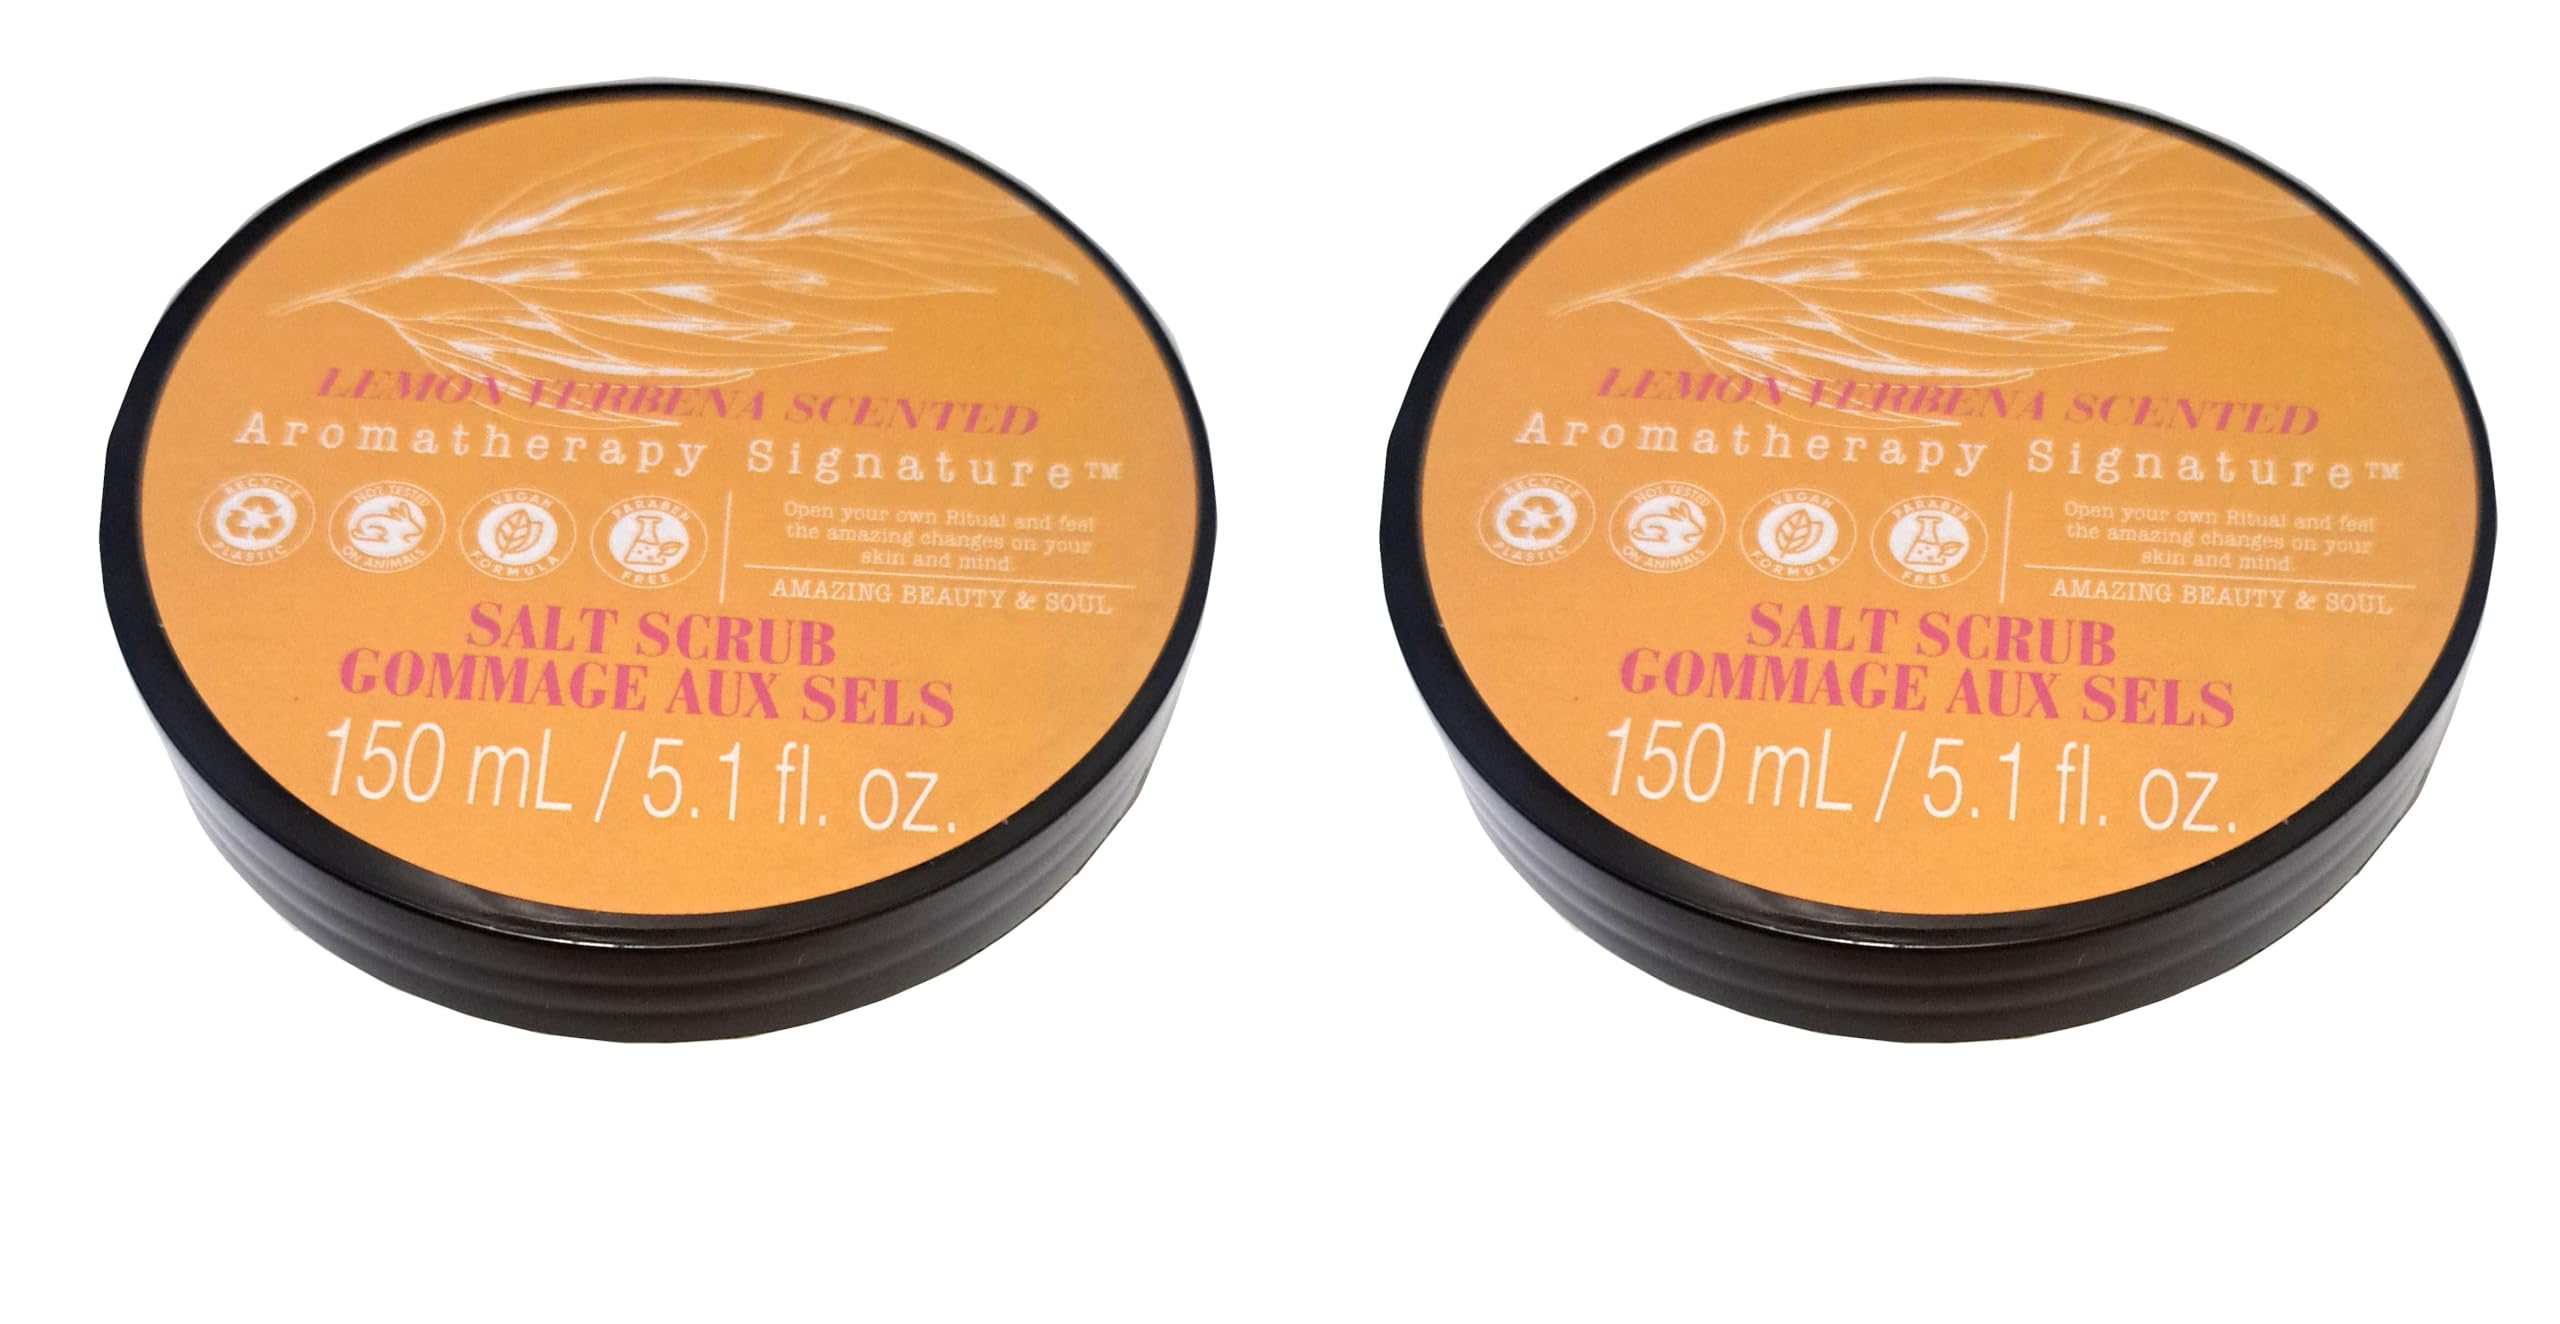 LEMON VERBENA SCENTED
Aromatherapy Signature™
RECYCLE PLASTIC
NOT TESTED ON ANIMALS
VEGAN FORMULA
PARABEN FREE
Open your own Ritual and feel
the amazing changes on your
skin and mind.
AMAZING BEAUTY & SOUL
SALT SCRUB
GOMMAGE AUX SELS
150 mL / 5.1 fl. oz.
LEMON VERBENA SCENTED
Aromatherapy Signature™
RECYCLE PLASTIC
NOT TESTED ON ANIMALS
VEGAN FORMULA
PARABEN FREE
Open your own Ritual and feel
the amazing changes on your
skin and mind.
AMAZING BEAUTY & SOUL
SALT SCRUB
GOMMAGE AUX SELS
150 mL / 5.1 fl. oz.